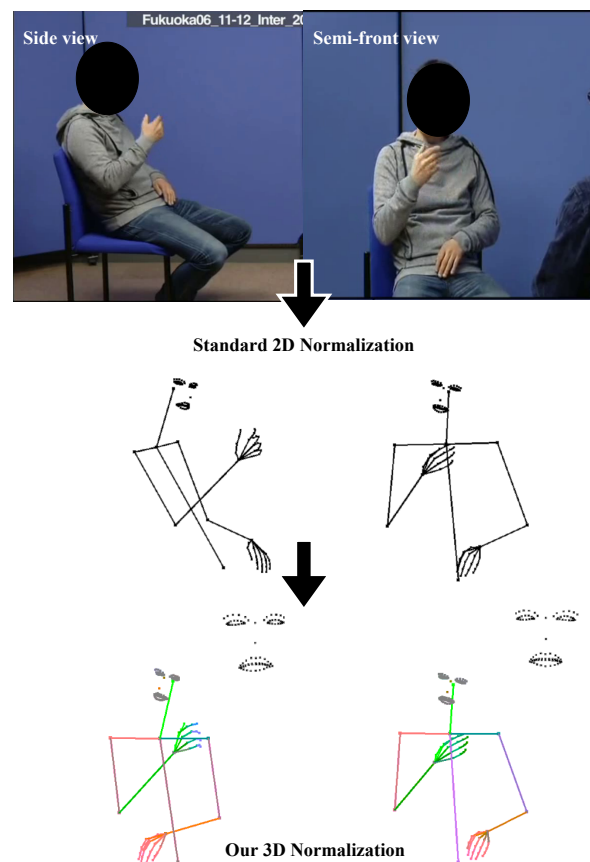 Fukuoka06_11-12_Inter_20
Side view
Semi-front view
Standard 2D Normalization
Our 3D Normalization